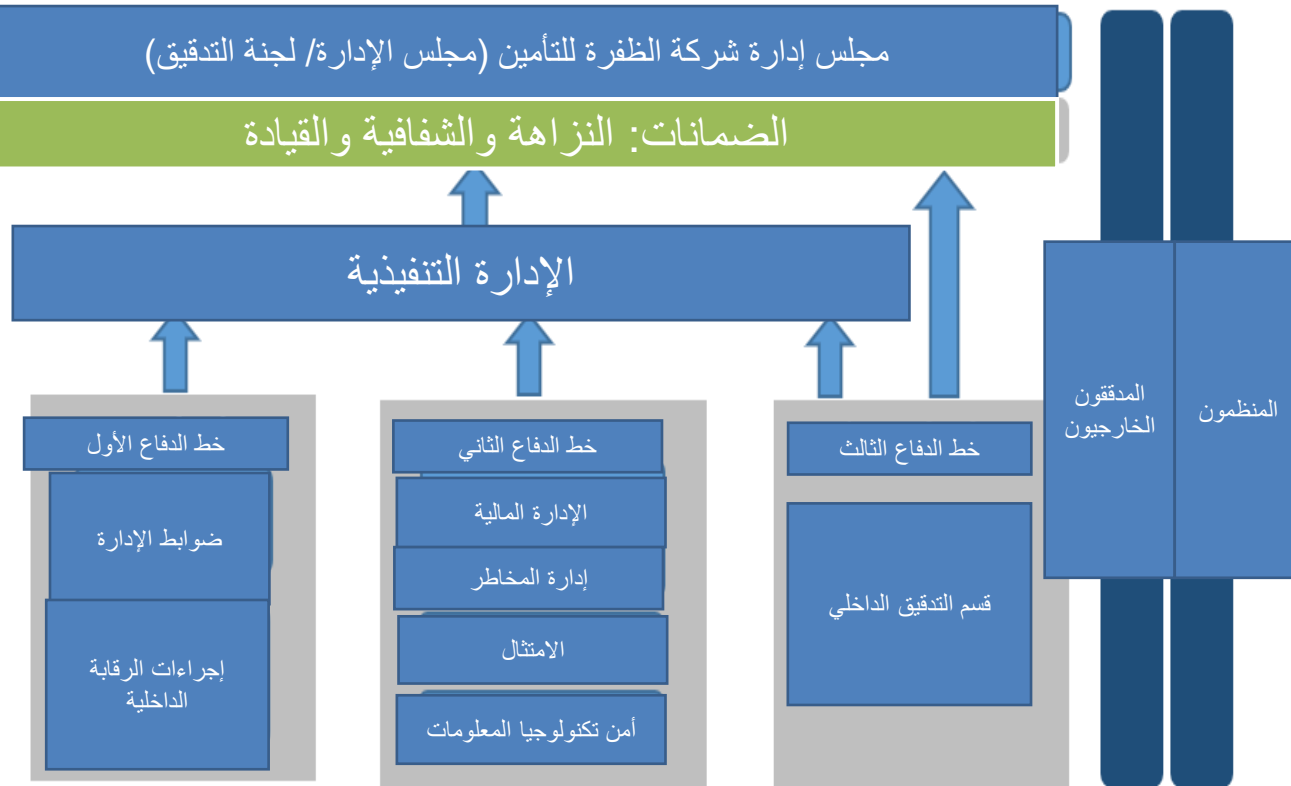 مجلس إدارة شركة الظفرة للتأمين (مجلس الإدارة/ لجنة التدقيق)
الضمانات: النزاهة والشفافية والقيادة
الإدارة التنفيذية
خط الدفاع الأول
ضوابط الإدارة
إجراءات الرقابة
الداخلية
خط الدفاع الثاني
الإدارة المالية
إدارة المخاطر
الامتثال
أمن تكنولوجيا المعلومات
خط الدفاع الثالث
قسم التدقيق الداخلي
المدققون
الخارجيون
المنظمون